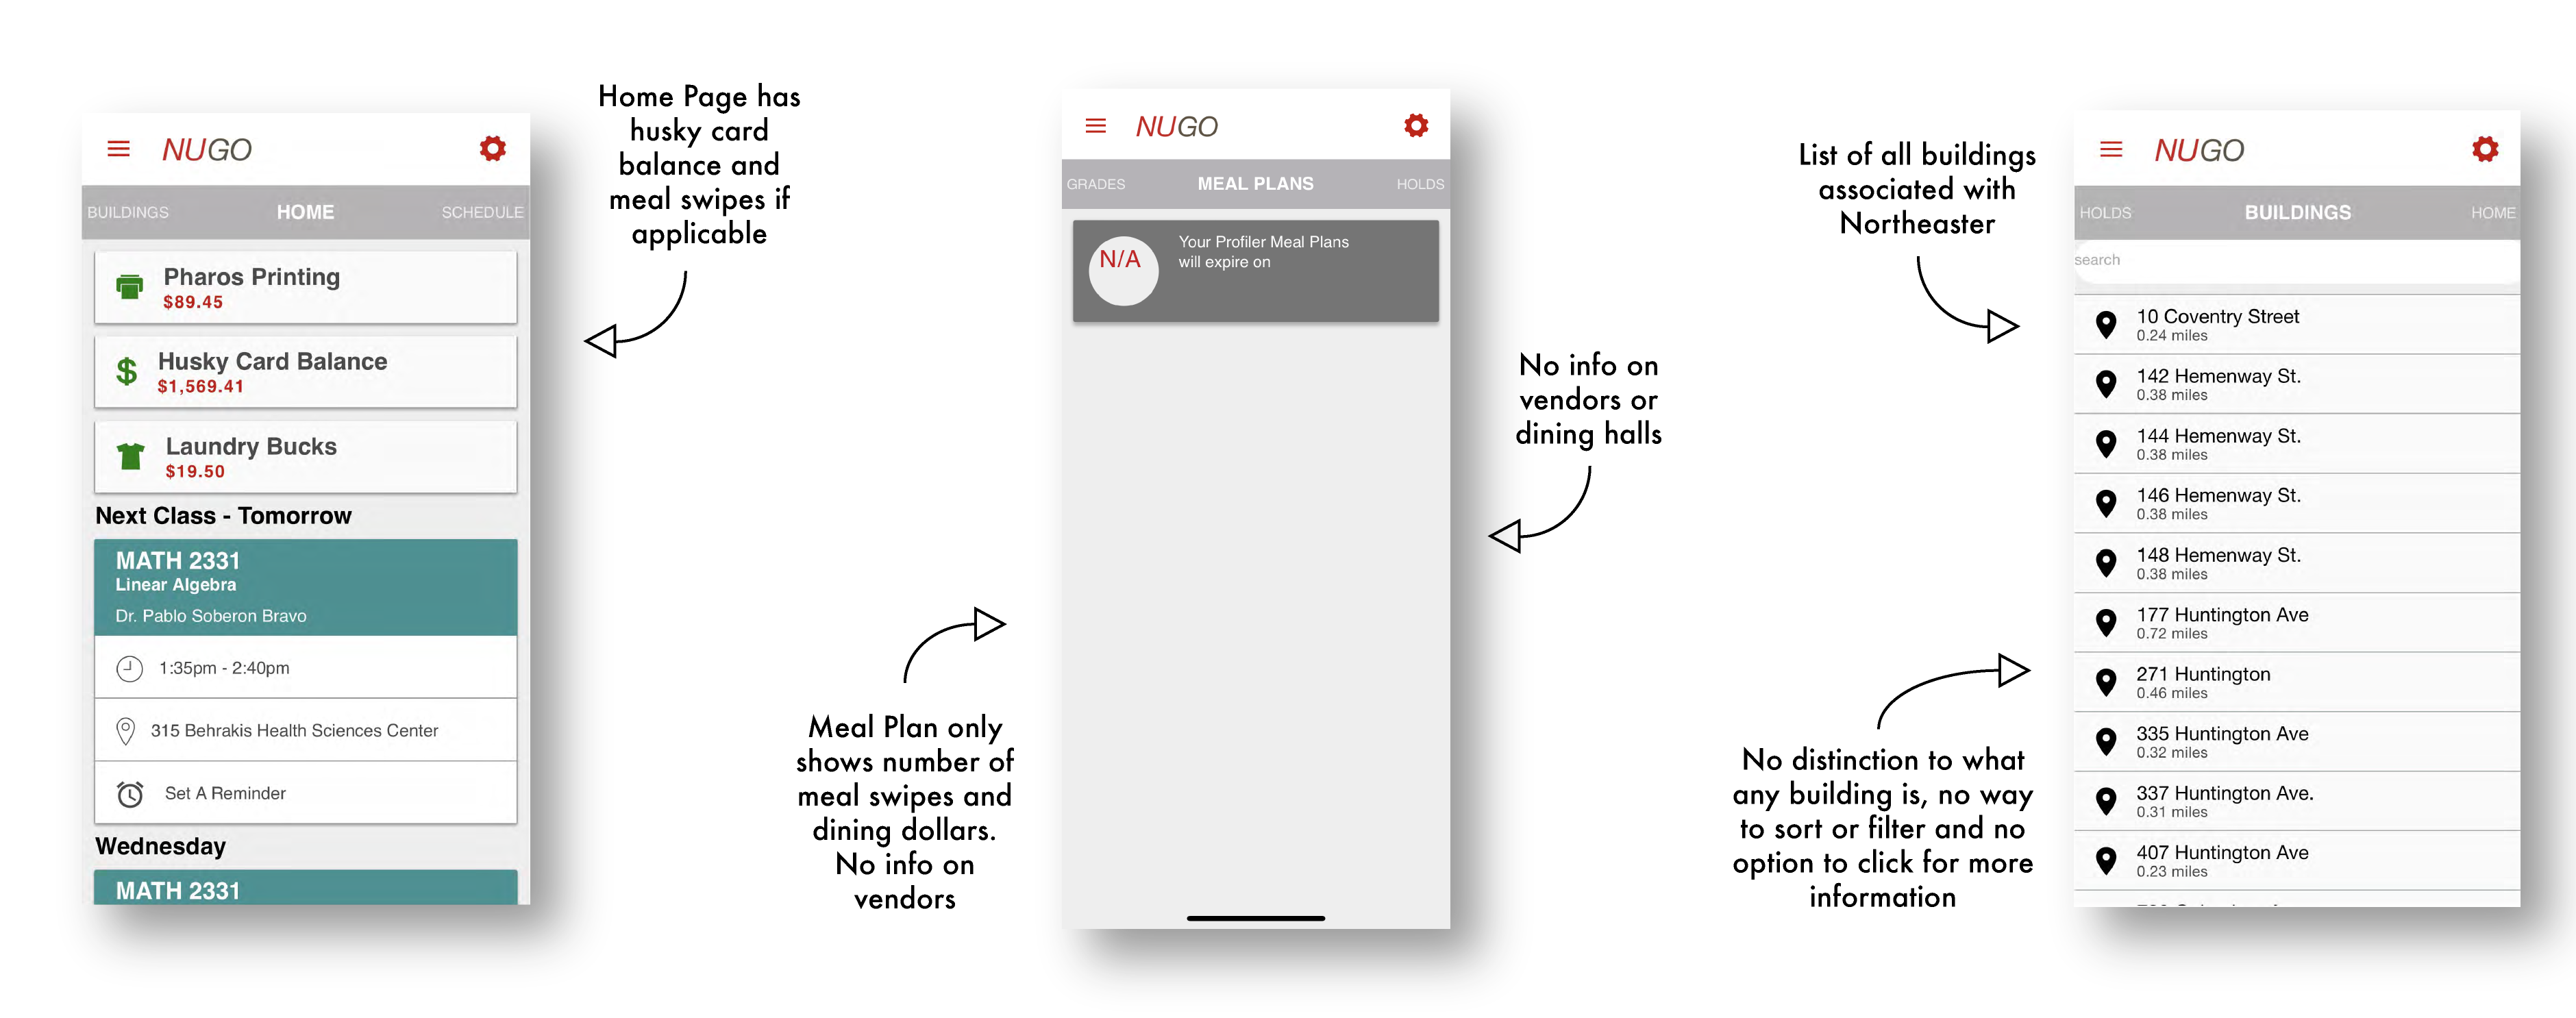 NUGO
BUILDINGS HOME SCHEDULE
Pharos Printing
$89.45
Husky Card Balance
$1,569.41
Laundry Bucks
$19.50
Next Class - Tomorrow
MATH 2331
Linear Algebra
Dr. Pablo Soberon Bravo
1:35pm - 2:40pm
315 Behrakis Health Sciences Center
Set A Reminder
Wednesday
MATH 2331
Home Page has
husky card
balance and
meal swipes if
applicable
Meal Plan only
shows number of
meal swipes and
dining dollars.
No info on
vendors
NUGO
GRADES MEAL PLANS HOLDS
N/A
Your Profiler Meal Plans
will expire on
No info on
vendors or
dining halls
List of all buildings
associated with
Northeaster
No distinction to what
any building is, no way
to sort or filter and no
option to click for more
information
NUGO
HOLDS BUILDINGS HOME
search
10 Coventry Street
0.24 miles
142 Hemenway St.
0.38 miles
144 Hemenway St.
0.38 miles
146 Hemenway St.
0.38 miles
148 Hemenway St.
0.38 miles
177 Huntington Ave
0.72 miles
271 Huntington
0.46 miles
335 Huntington Ave
0.32 miles
337 Huntington Ave.
0.31 miles
407 Huntington Ave
0.23 miles